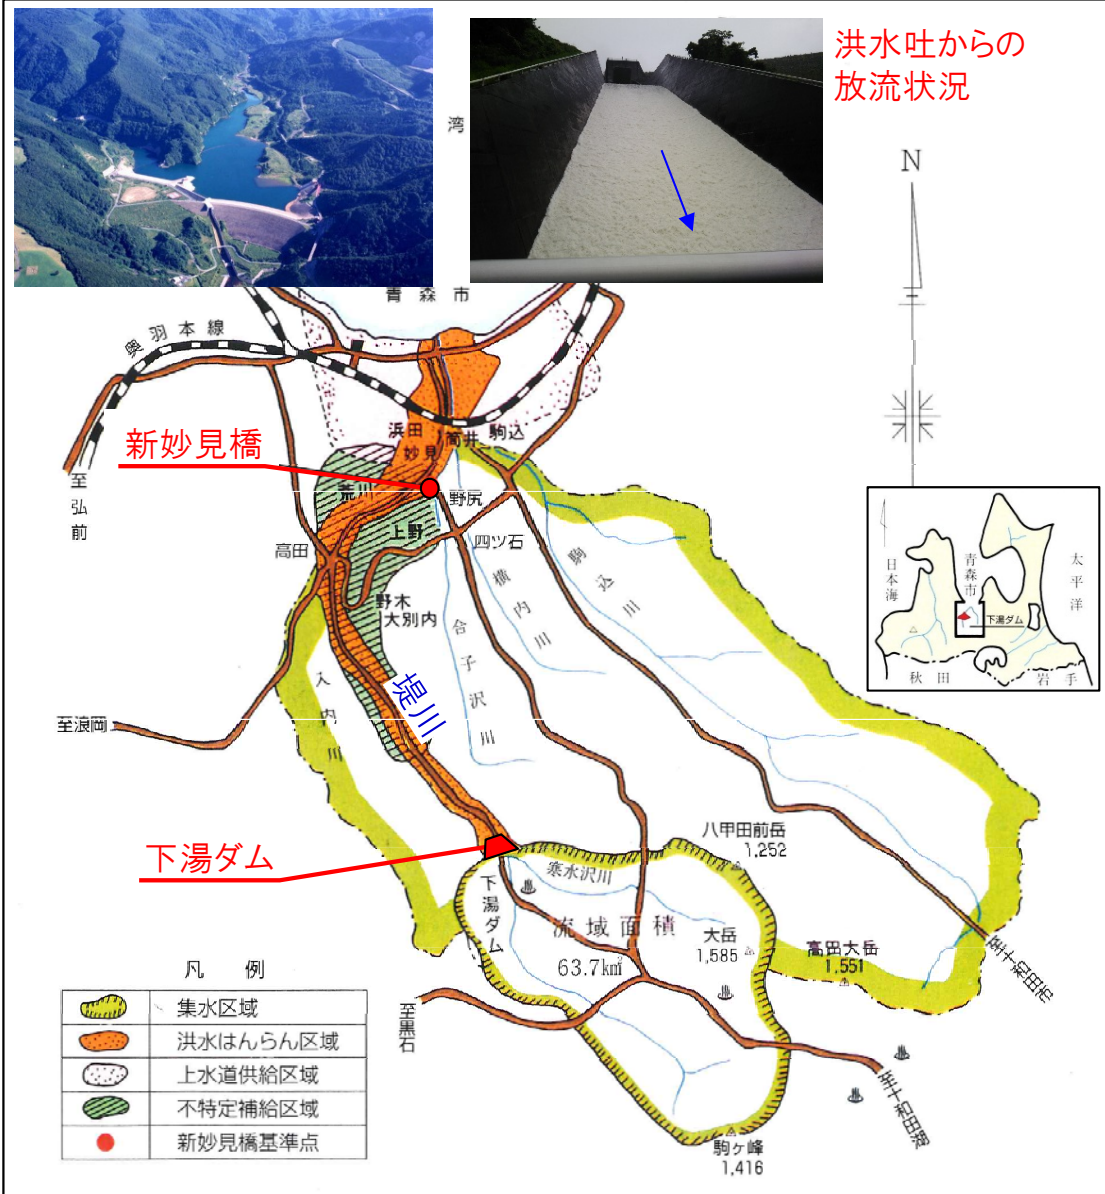 洪水吐からの
放流状況
湾
N
青森市
奥羽本線
浜田
妙見
筒井
駒込
新妙見橋
至弘前
荒川
野尻
高田
上野
四ツ石
野木
大別内
横内川
駒込川
合子沢川
入内川
堤川
至浪岡
日本海
青森市
太平洋
下湯ダム
秋田
岩手
八甲田前岳
1,252
下湯ダム
寒水沢川
下湯ダム
流域面積
63.7km²
大岳
1,585
高田大岳
1,551
至十和田市
至黒石
至十和田湖
駒ヶ峰
1,416
凡例
集水区域
洪水はんらん区域
上水道供給区域
不特定補給区域
新妙見橋基準点